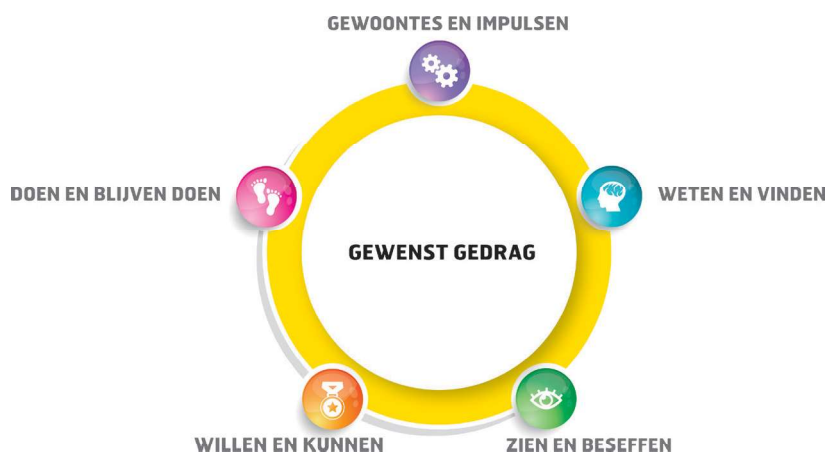 GEWOONTES EN IMPULSEN
DOEN EN BLIJVEN DOEN
WETEN EN VINDEN
GEWENST GEDRAG
WILLEN EN KUNNEN
ZIEN EN BESEFFEN